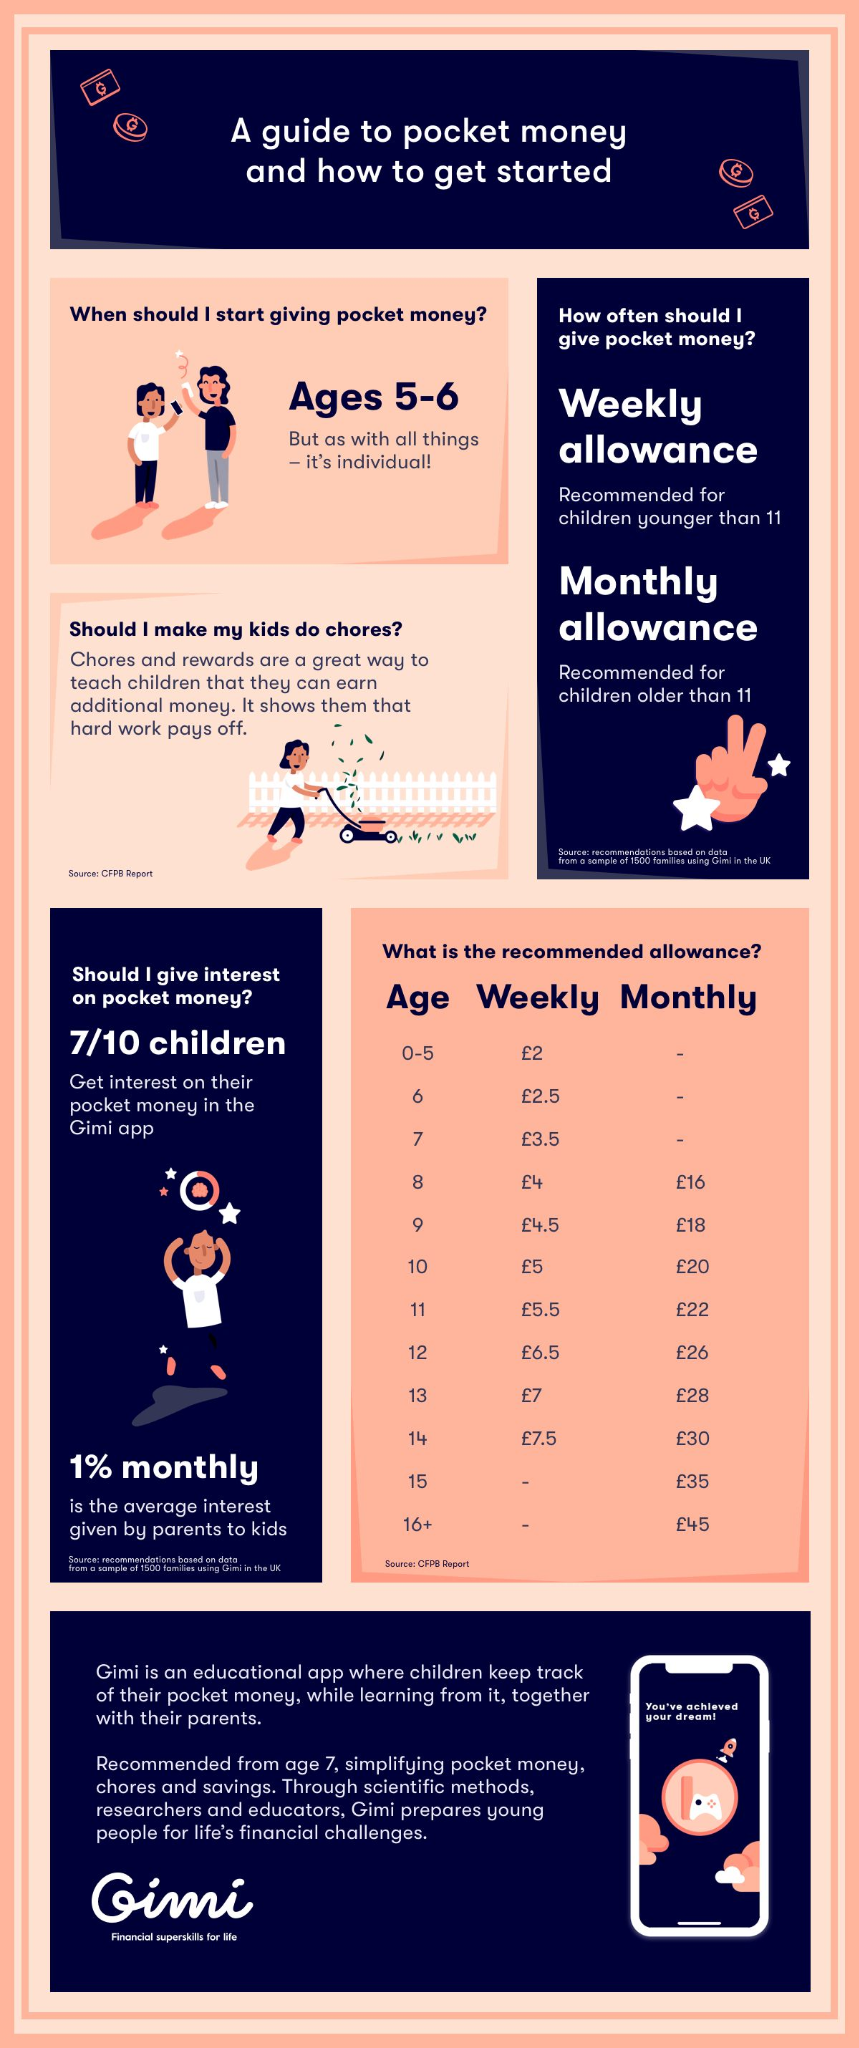 A guide to pocket money
and how to get started
When should I start giving pocket money?
Ages 5-6
But as with all things
– it's individual!
How often should I
give pocket money?
Weekly
allowance
Recommended for
children younger than 11
Monthly
allowance
Recommended for
children older than 11
Source: recommendations based on data
from a sample of 1500 families using Gimi in the UK
Should I make my kids do chores?
Chores and rewards are a great way to
teach children that they can earn
additional money. It shows them that
hard work pays off.
Source: CFPB Report
Should I give interest
on pocket money?
7/10 children
Get interest on their
pocket money in the
Gimi app
1% monthly
is the average interest
given by parents to kids
Source: recommendations based on data
from a sample of 1500 families using Gimi in the UK
What is the recommended allowance?
Age Weekly Monthly
0-5 £2 -
6 £2.5 -
7 £3.5 -
8 £4 £16
9 £4.5 £18
10 £5 £20
11 £5.5 £22
12 £6.5 £26
13 £7 £28
14 £7.5 £30
15 - £35
16+ - £45
Source: CFPB Report
Gimi is an educational app where children keep track
of their pocket money, while learning from it, together
with their parents.
Recommended from age 7, simplifying pocket money,
chores and savings. Through scientific methods,
researchers and educators, Gimi prepares young
people for life's financial challenges.
Gimi
Financial superskills for life
You've achieved
your dream!